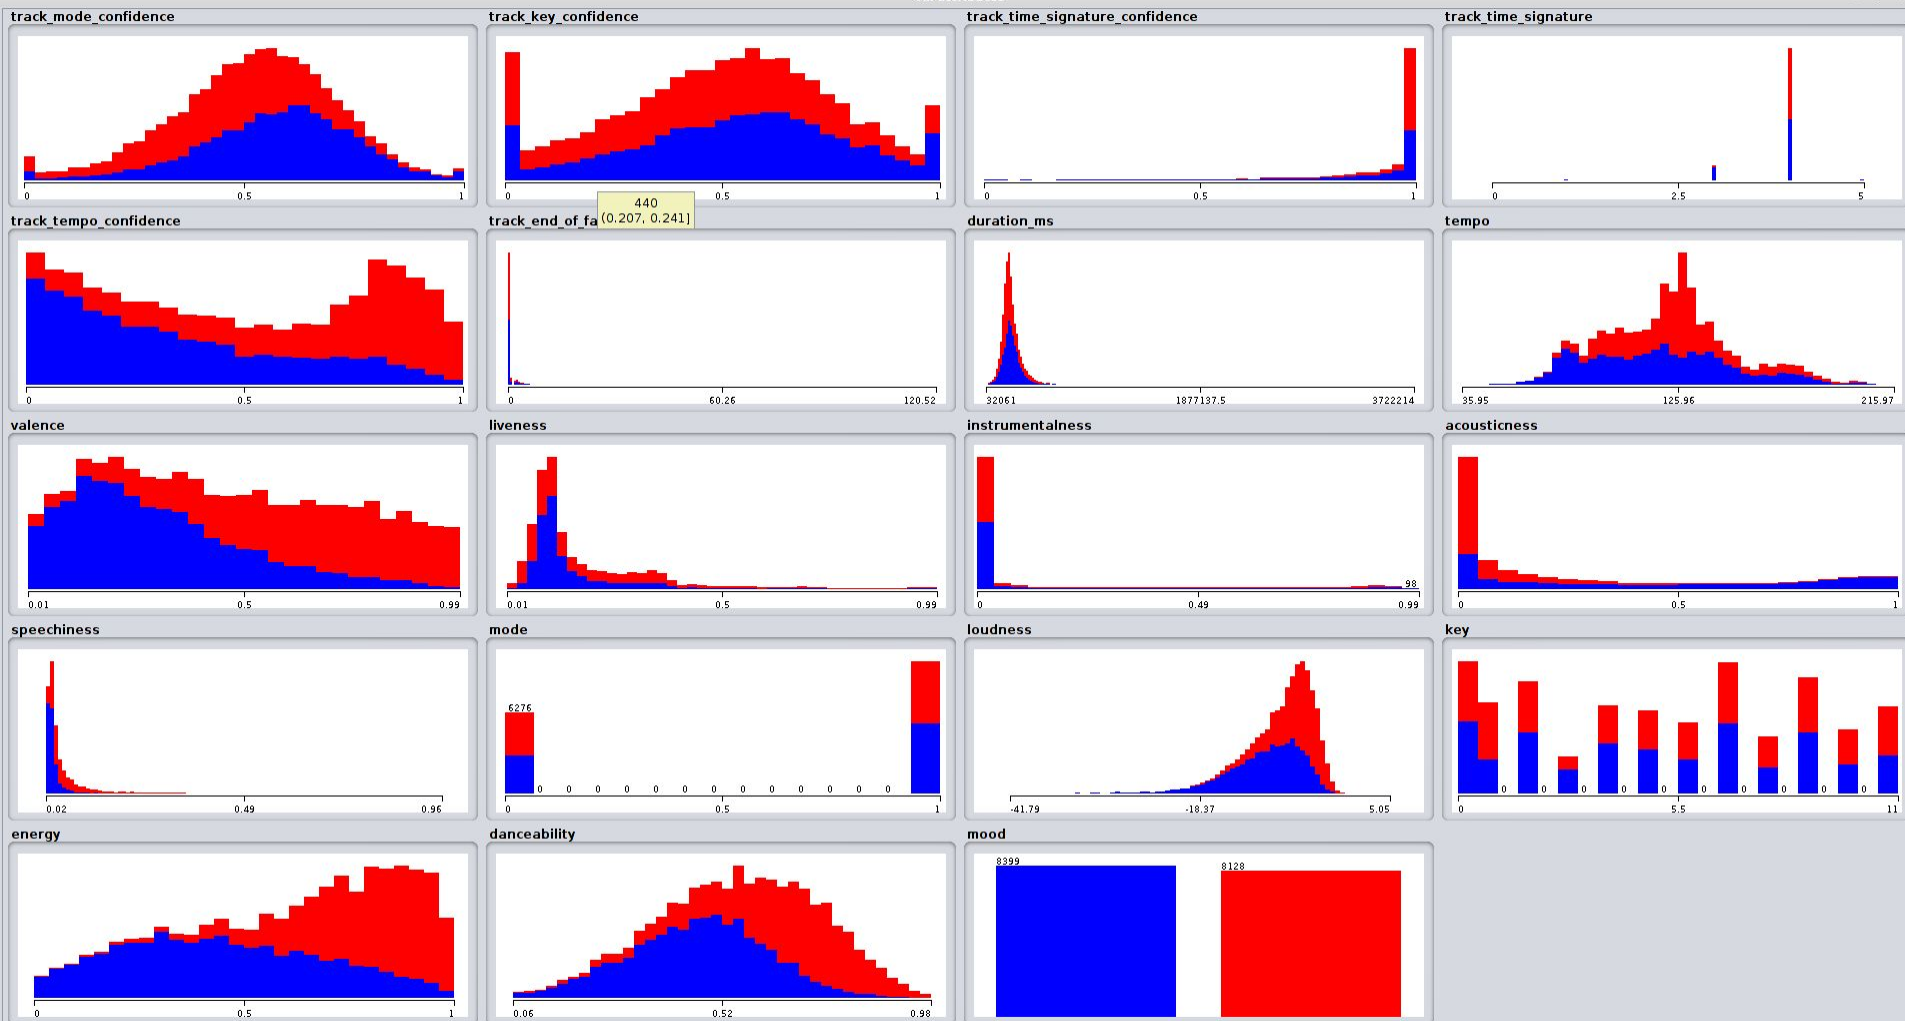 track_mode_confidence
track_key_confidence
track_time_signature_confidence
track_time_signature
0 0.5 1
0 0.5 1
0 0.5 1
0 2.5 5
440
(0.207, 0.241]
track_tempo_confidence
track_end_of_fa
duration_ms
tempo
0 0.5 1
0 60.26 120.52
32061 1877137.5 3722214
35.95 125.96 215.97
valence
liveness
instrumentalness
acousticness
98
0.01 0.5 0.99
0.01 0.5 0.99
0 0.49 0.99
0 0.5 1
speechiness
mode
loudness
key
6276
0 0 0 0 0 0 0 0 0 0 0 0 0
0 0 0 0 0 0 0 0 0 0
0.02 0.49 0.96
0 0.5 1
-41.79 -18.37 5.05
0 5.5 11
energy
danceability
mood
8399
8128
0 0.5 1
0.06 0.52 0.98